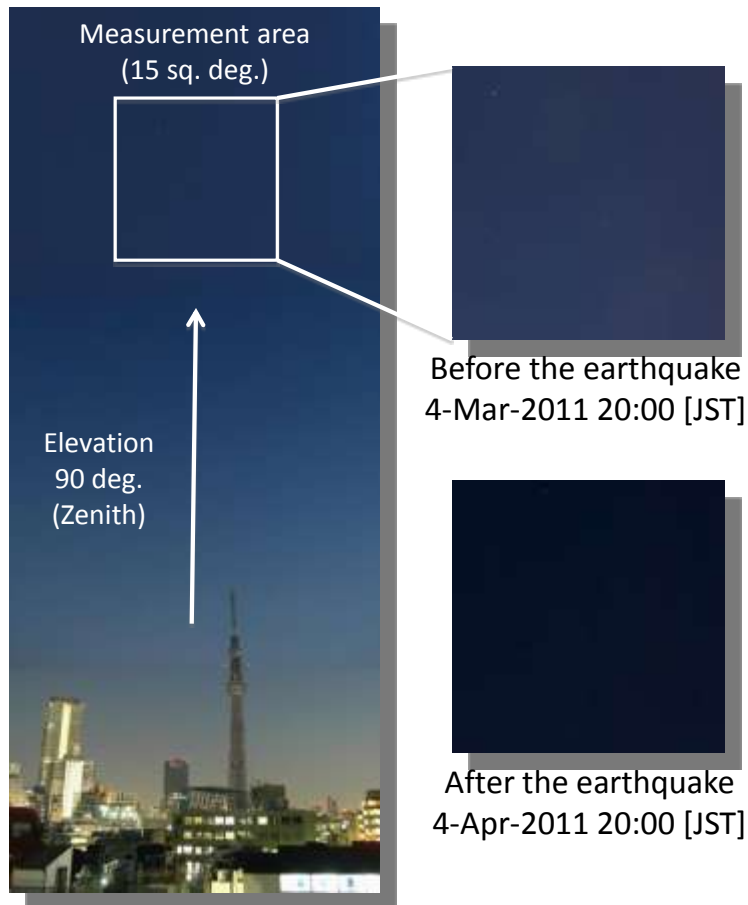 Measurement area
(15 sq. deg.)
Elevation
90 deg.
(Zenith)
Before the earthquake
4-Mar-2011 20:00 [JST]
After the earthquake
4-Apr-2011 20:00 [JST]